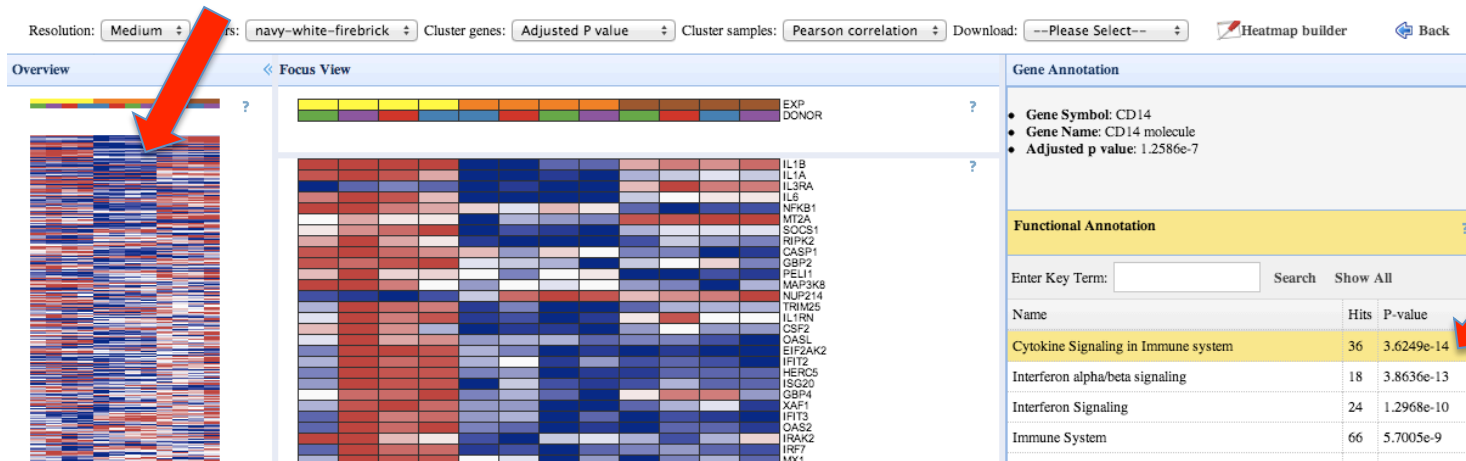 Resolution: Medium rs: navy-white-firebrick Cluster genes: Adjusted P value Cluster samples: Pearson correlation Download: --Please Select-- Heatmap builder Back
Overview « Focus View Gene Annotation
? EXP ?
DONOR
• Gene Symbol: CD14
• Gene Name: CD14 molecule
• Adjusted p value: 1.2586e-7
?
IL1B
IL1A
IL3RA
IL6
NFKB1
MT2A
SOCS1
RIPK2
CASP1
GBP2
PELI1
MAP3K8
NUP214
TRIM25
IL1RN
CSF2
OASL
EIF2AK2
IFIT2
HERC5
ISG20
GBP4
XAF1
IFIT3
OAS2
IRAK2
IRF7
MX1
Functional Annotation ?
Enter Key Term: Search Show All
Name Hits P-value
Cytokine Signaling in Immune system 36 3.6249e-14
Interferon alpha/beta signaling 18 3.8636e-13
Interferon Signaling 24 1.2968e-10
Immune System 66 5.7005e-9